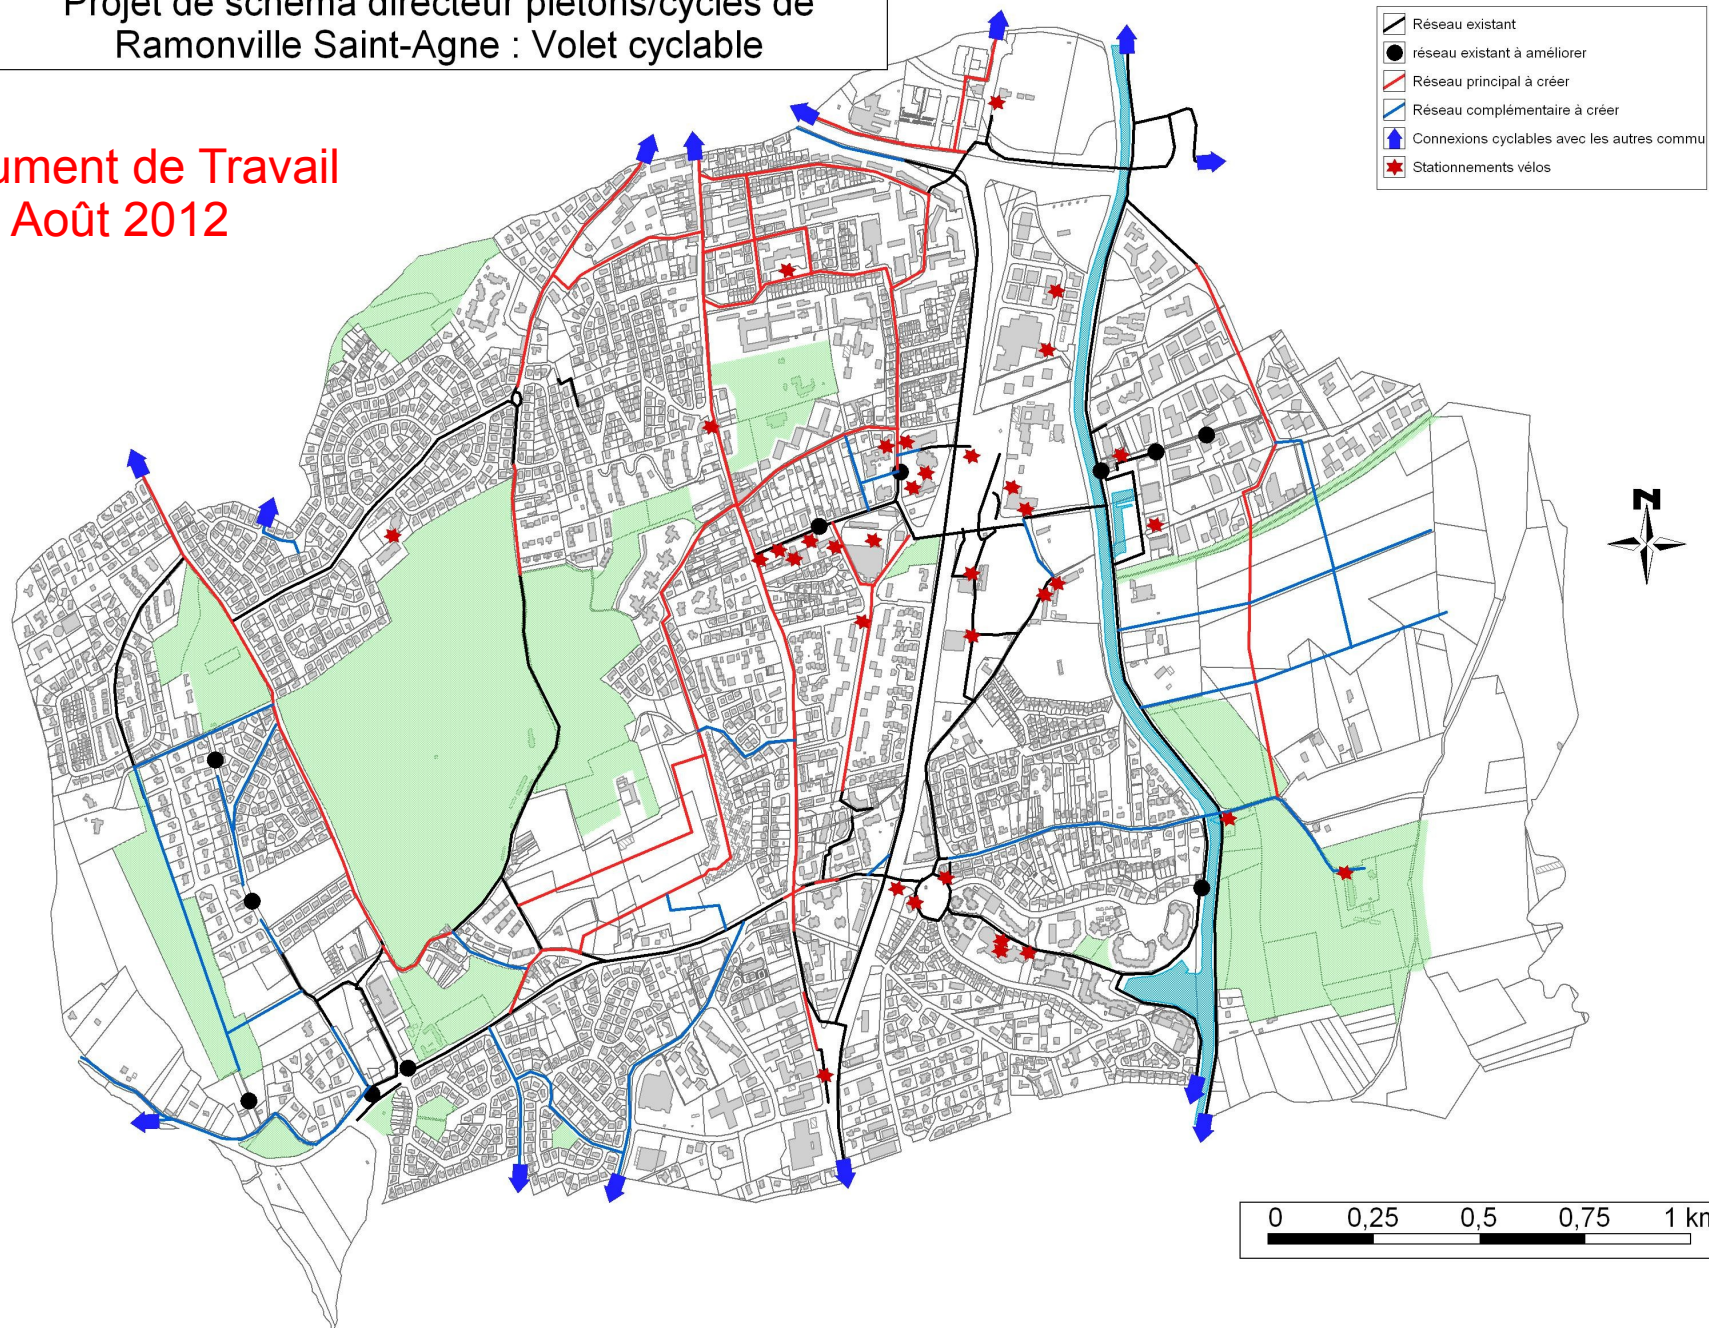 Projet de schéma directeur piétons/cycles de
Ramonville Saint-Agne : Volet cyclable
ument de Travail
Août 2012
Réseau existant
réseau existant à améliorer
Réseau principal à créer
Réseau complémentaire à créer
Connexions cyclables avec les autres commu
Stationnements vélos
N
0 0,25 0,5 0,75 1 km